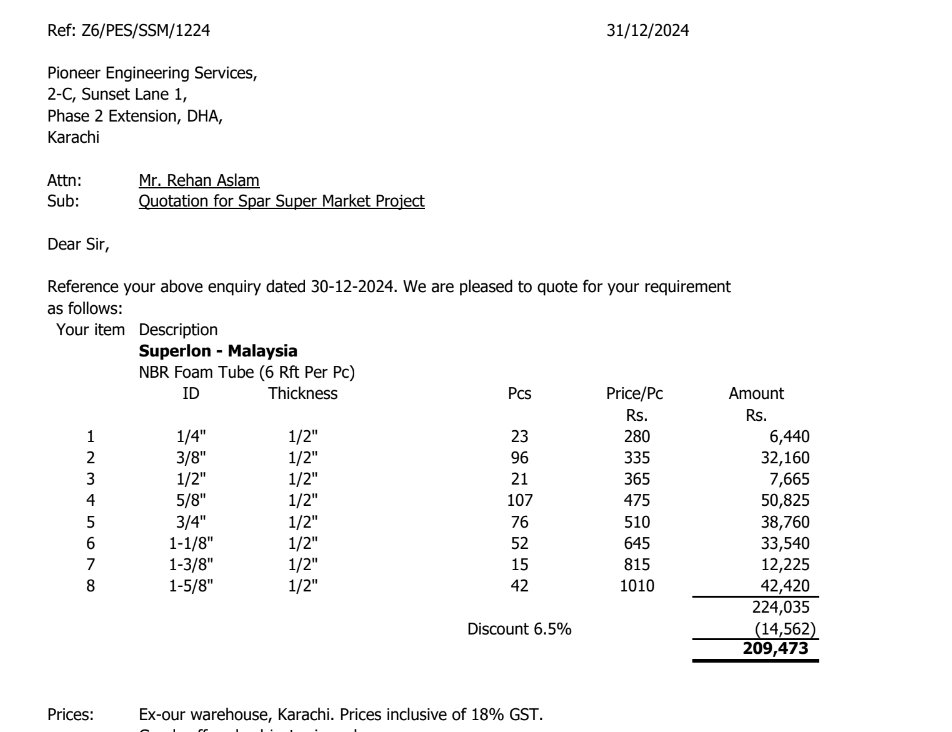 Ref: Z6/PES/SSM/1224 31/12/2024
Pioneer Engineering Services,
2-C, Sunset Lane 1,
Phase 2 Extension, DHA,
Karachi
Attn: Mr. Rehan Aslam
Sub: Quotation for Spar Super Market Project
Dear Sir,
Reference your above enquiry dated 30-12-2024. We are pleased to quote for your requirement
as follows:
Your item Description
Superlon - Malaysia
NBR Foam Tube (6 Rft Per Pc)
ID Thickness Pcs Price/Pc Amount
Rs. Rs.
1 1/4" 1/2" 23 280 6,440
2 3/8" 1/2" 96 335 32,160
3 1/2" 1/2" 21 365 7,665
4 5/8" 1/2" 107 475 50,825
5 3/4" 1/2" 76 510 38,760
6 1-1/8" 1/2" 52 645 33,540
7 1-3/8" 1/2" 15 815 12,225
8 1-5/8" 1/2" 42 1010 42,420
224,035
Discount 6.5% (14,562)
209,473
Prices: Ex-our warehouse, Karachi. Prices inclusive of 18% GST.